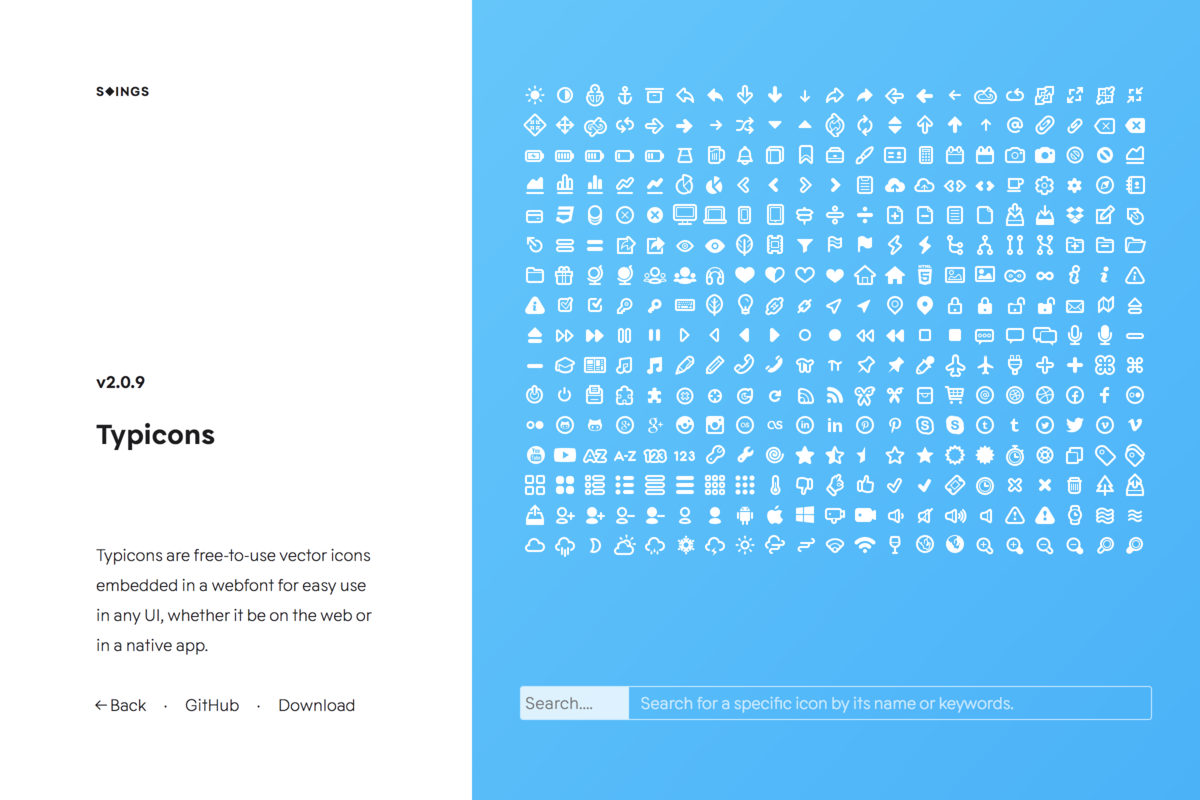 S◆INGS
v2.0.9
Typicons
Typicons are free-to-use vector icons
embedded in a webfont for easy use
in any UI, whether it be on the web or
in a native app.
← Back · GitHub · Download
Search.... Search for a specific icon by its name or keywords.